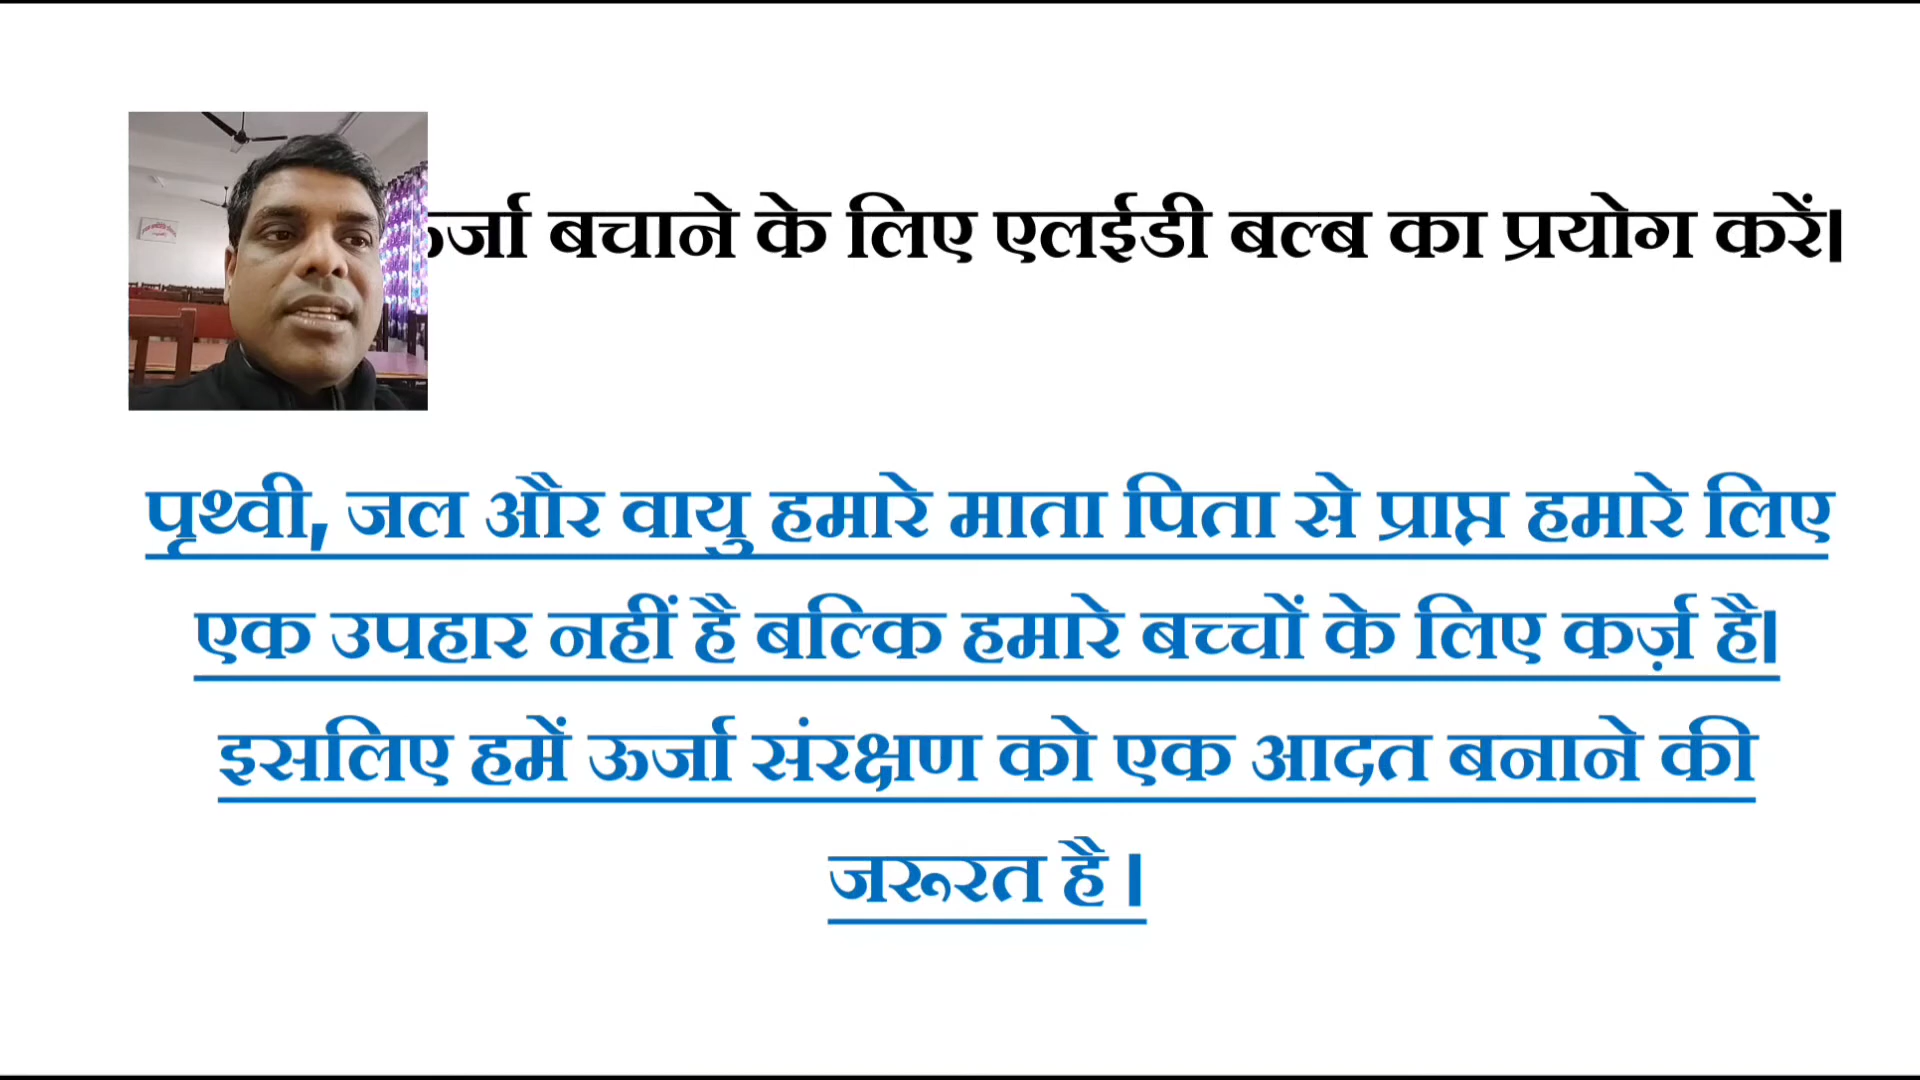 ऊर्जा बचाने के लिए एलईडी बल्ब का प्रयोग करें।
पृथ्वी, जल और वायु हमारे माता पिता से प्राप्त हमारे लिए
एक उपहार नहीं है बल्कि हमारे बच्चों के लिए कर्ज़ है।
इसलिए हमें ऊर्जा संरक्षण को एक आदत बनाने की
जरूरत है ।